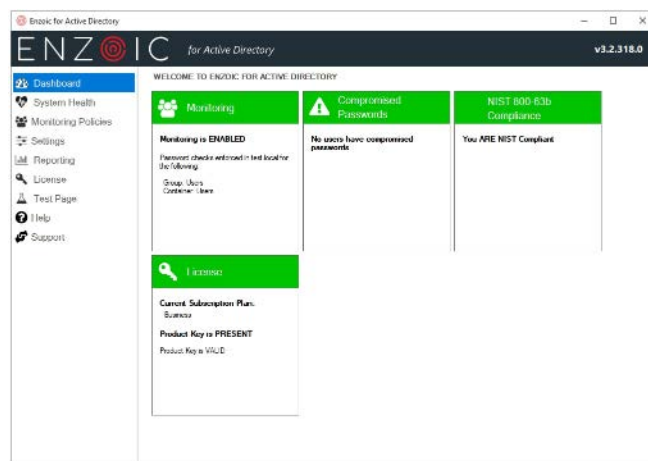 Enzoic for Active Directory
ENZOIC for Active Directory
v3.2.318.0
Dashboard
System Health
Monitoring Policies
Settings
Reporting
License
Test Page
Help
Support
WELCOME TO ENZOIC FOR ACTIVE DIRECTORY
Monitoring
Monitoring is ENABLED
Password checks enforced in test.local for
the following:
Group: Users
Container: Users
Compromised
Passwords
No users have compromised
passwords
NIST 800-63b
Compliance
You ARE NIST Compliant
License
Current Subscription Plan:
Business
Product Key is PRESENT
Product Key is VALID